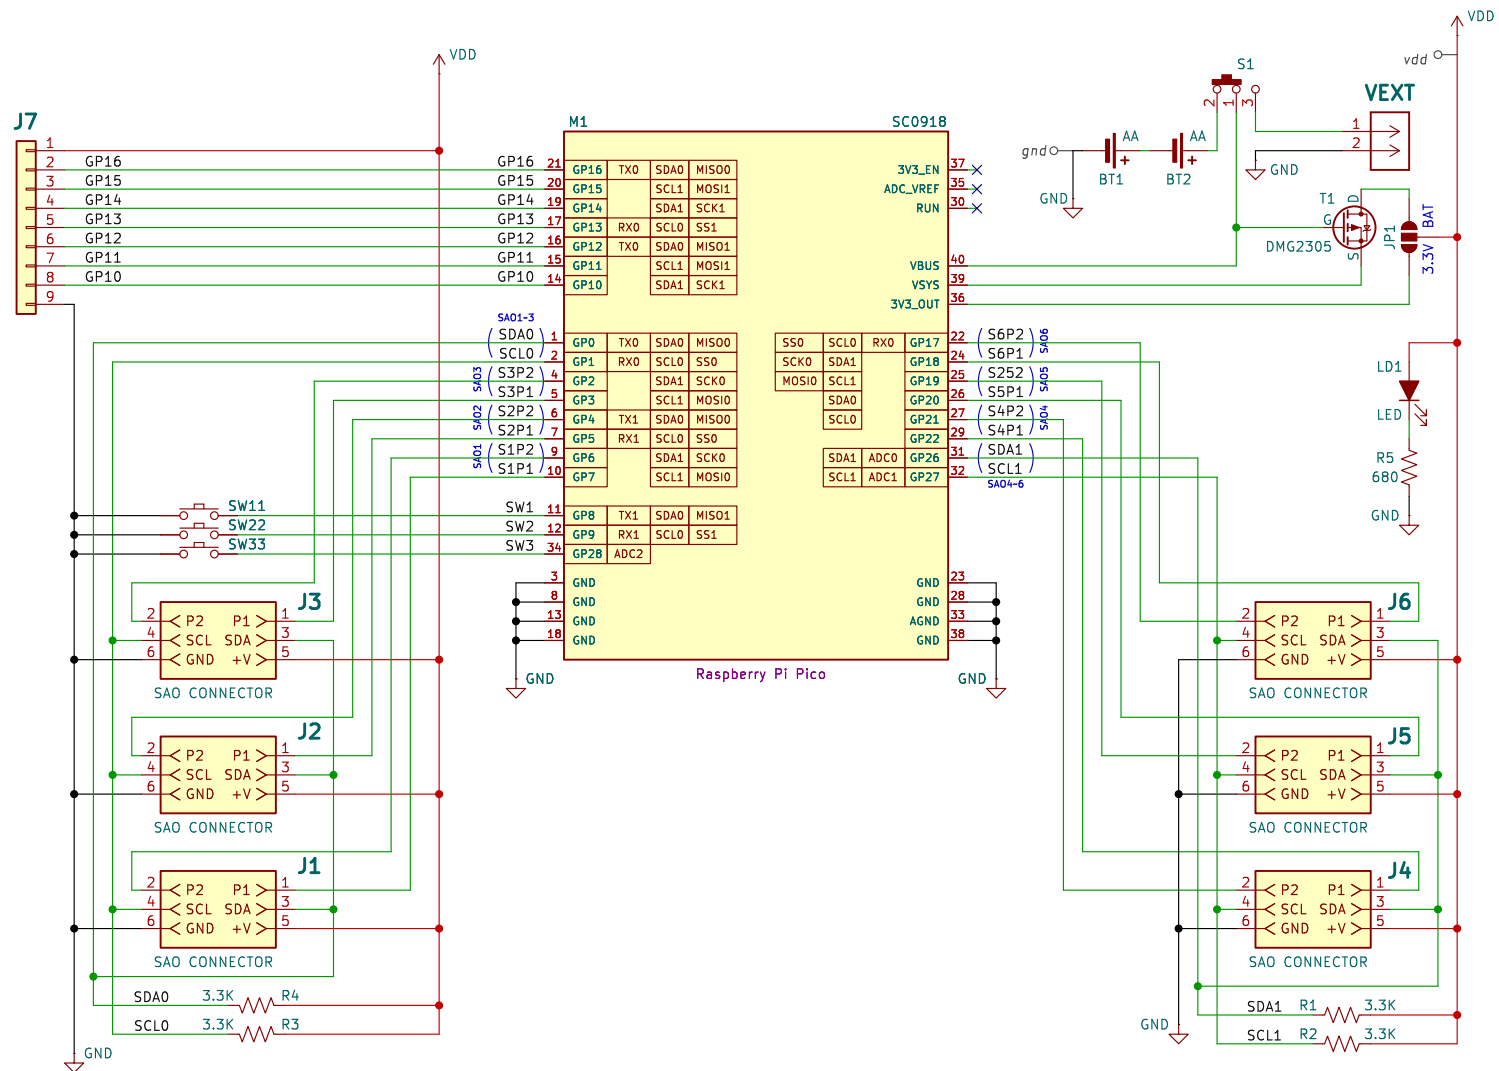 VDD
vdd
VDD
S1
2 1 3
VEXT
1
2
GND
J7
1
2 GP16
3 GP15
4 GP14
5 GP13
6 GP12
7 GP11
8 GP10
9
M1 SC0918
GP16 21 GP16 TX0 SDA0 MISO0
GP15 20 GP15 SCL1 MOSI1
GP14 19 GP14 SDA1 SCK1
GP13 17 GP13 RX0 SCL0 SS1
GP12 16 GP12 TX0 SDA0 MISO1
GP11 15 GP11 SCL1 MOSI1
GP10 14 GP10 SDA1 SCK1
3V3_EN 37
ADC_VREF 35
RUN 30
VBUS 40
VSYS 39
3V3_OUT 36
gnd
AA AA
+ +
BT1 BT2
GND
T1
D
G
S
DMG2305
JP1
BAT
3.3V
SAO1-3
SDA0 1 GP0 TX0 SDA0 MISO0
SCL0 2 GP1 RX0 SCL0 SS0
SAO3
S3P2 4 GP2 SDA1 SCK0
S3P1 5 GP3 SCL1 MOSI0
SAO2
S2P2 6 GP4 TX1 SDA0 MISO0
S2P1 7 GP5 RX1 SCL0 SS0
SAO1
S1P2 9 GP6 SDA1 SCK0
S1P1 10 GP7 SCL1 MOSI0
SS0 SCL0 RX0 GP17 22 S6P2
SCK0 SDA1 GP18 24 S6P1
SAO6
MOSI0 SCL1 GP19 25 S252
SDA0 GP20 26 S5P1
SAO5
SCL0 GP21 27 S4P2
GP22 29 S4P1
SAO4
SDA1 ADC0 GP26 31 SDA1
SCL1 ADC1 GP27 32 SCL1
SAO4-6
LD1
LED
R5
680
GND
SW11
SW22
SW33
SW1 11 GP8 TX1 SDA0 MISO1
SW2 12 GP9 RX1 SCL0 SS1
SW3 34 GP28 ADC2
3 GND GND 23
8 GND GND 28
13 GND AGND 33
18 GND GND 38
GND GND
Raspberry Pi Pico
J3
2 P2 P1 1
4 SCL SDA 3
6 GND +V 5
SAO CONNECTOR
J2
2 P2 P1 1
4 SCL SDA 3
6 GND +V 5
SAO CONNECTOR
J1
2 P2 P1 1
4 SCL SDA 3
6 GND +V 5
SAO CONNECTOR
SDA0 3.3K R4
SCL0 3.3K R3
GND
J6
2 P2 P1 1
4 SCL SDA 3
6 GND +V 5
SAO CONNECTOR
J5
2 P2 P1 1
4 SCL SDA 3
6 GND +V 5
SAO CONNECTOR
J4
2 P2 P1 1
4 SCL SDA 3
6 GND +V 5
SAO CONNECTOR
SDA1 R1 3.3K
SCL1 R2 3.3K
GND